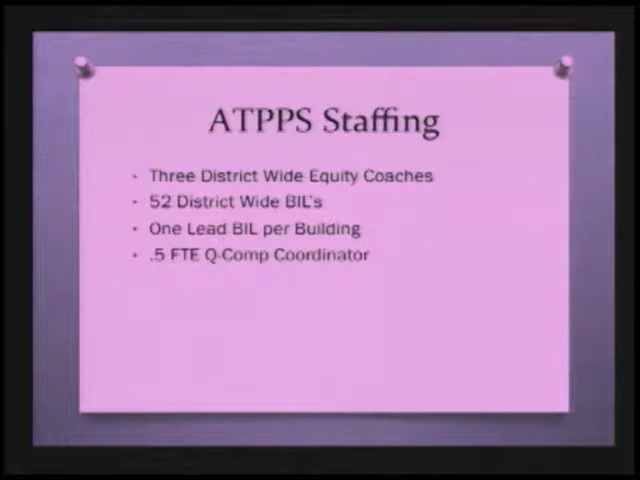 ATPPS Staffing
• Three District Wide Equity Coaches
• 52 District Wide BIL's
• One Lead BIL per Building
• .5 FTE Q-Comp Coordinator